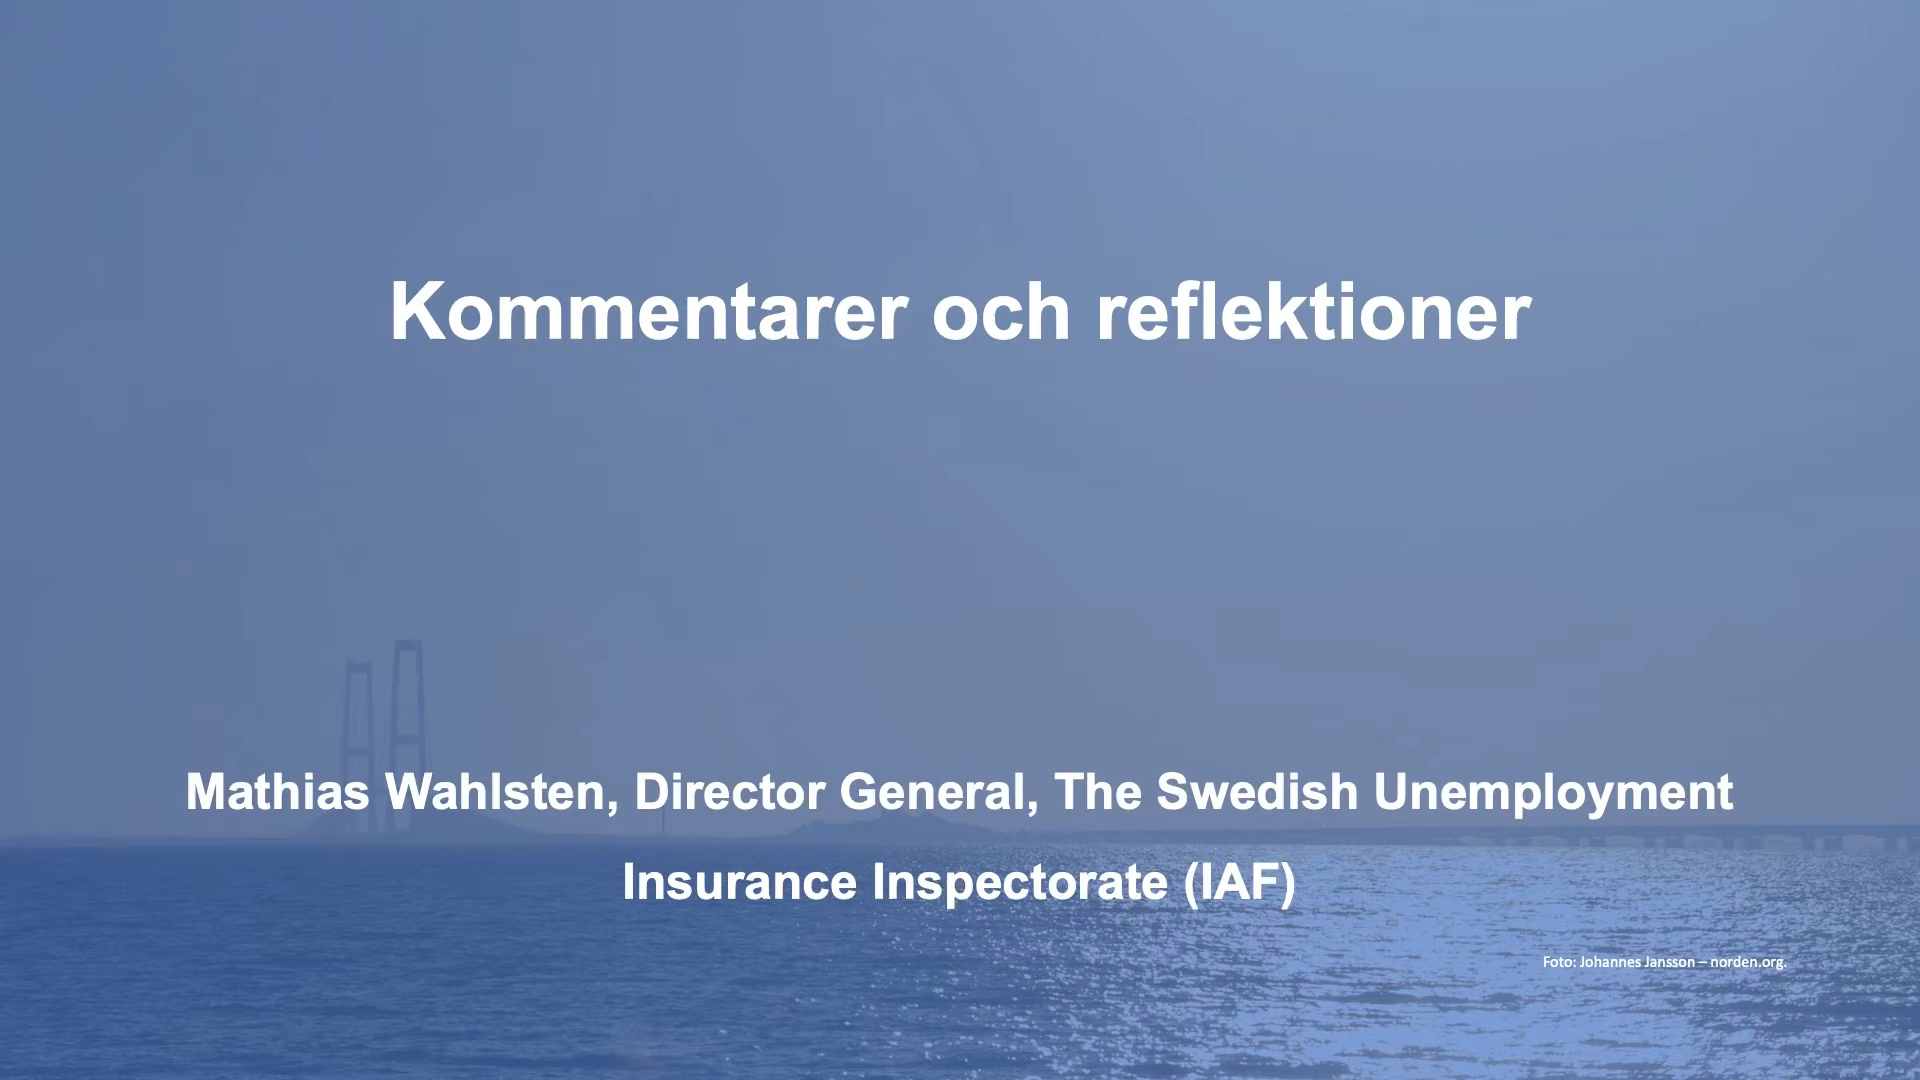 Kommentarer och reflektioner
Mathias Wahlsten, Director General, The Swedish Unemployment
Insurance Inspectorate (IAF)
Foto: Johannes Jansson – norden.org.